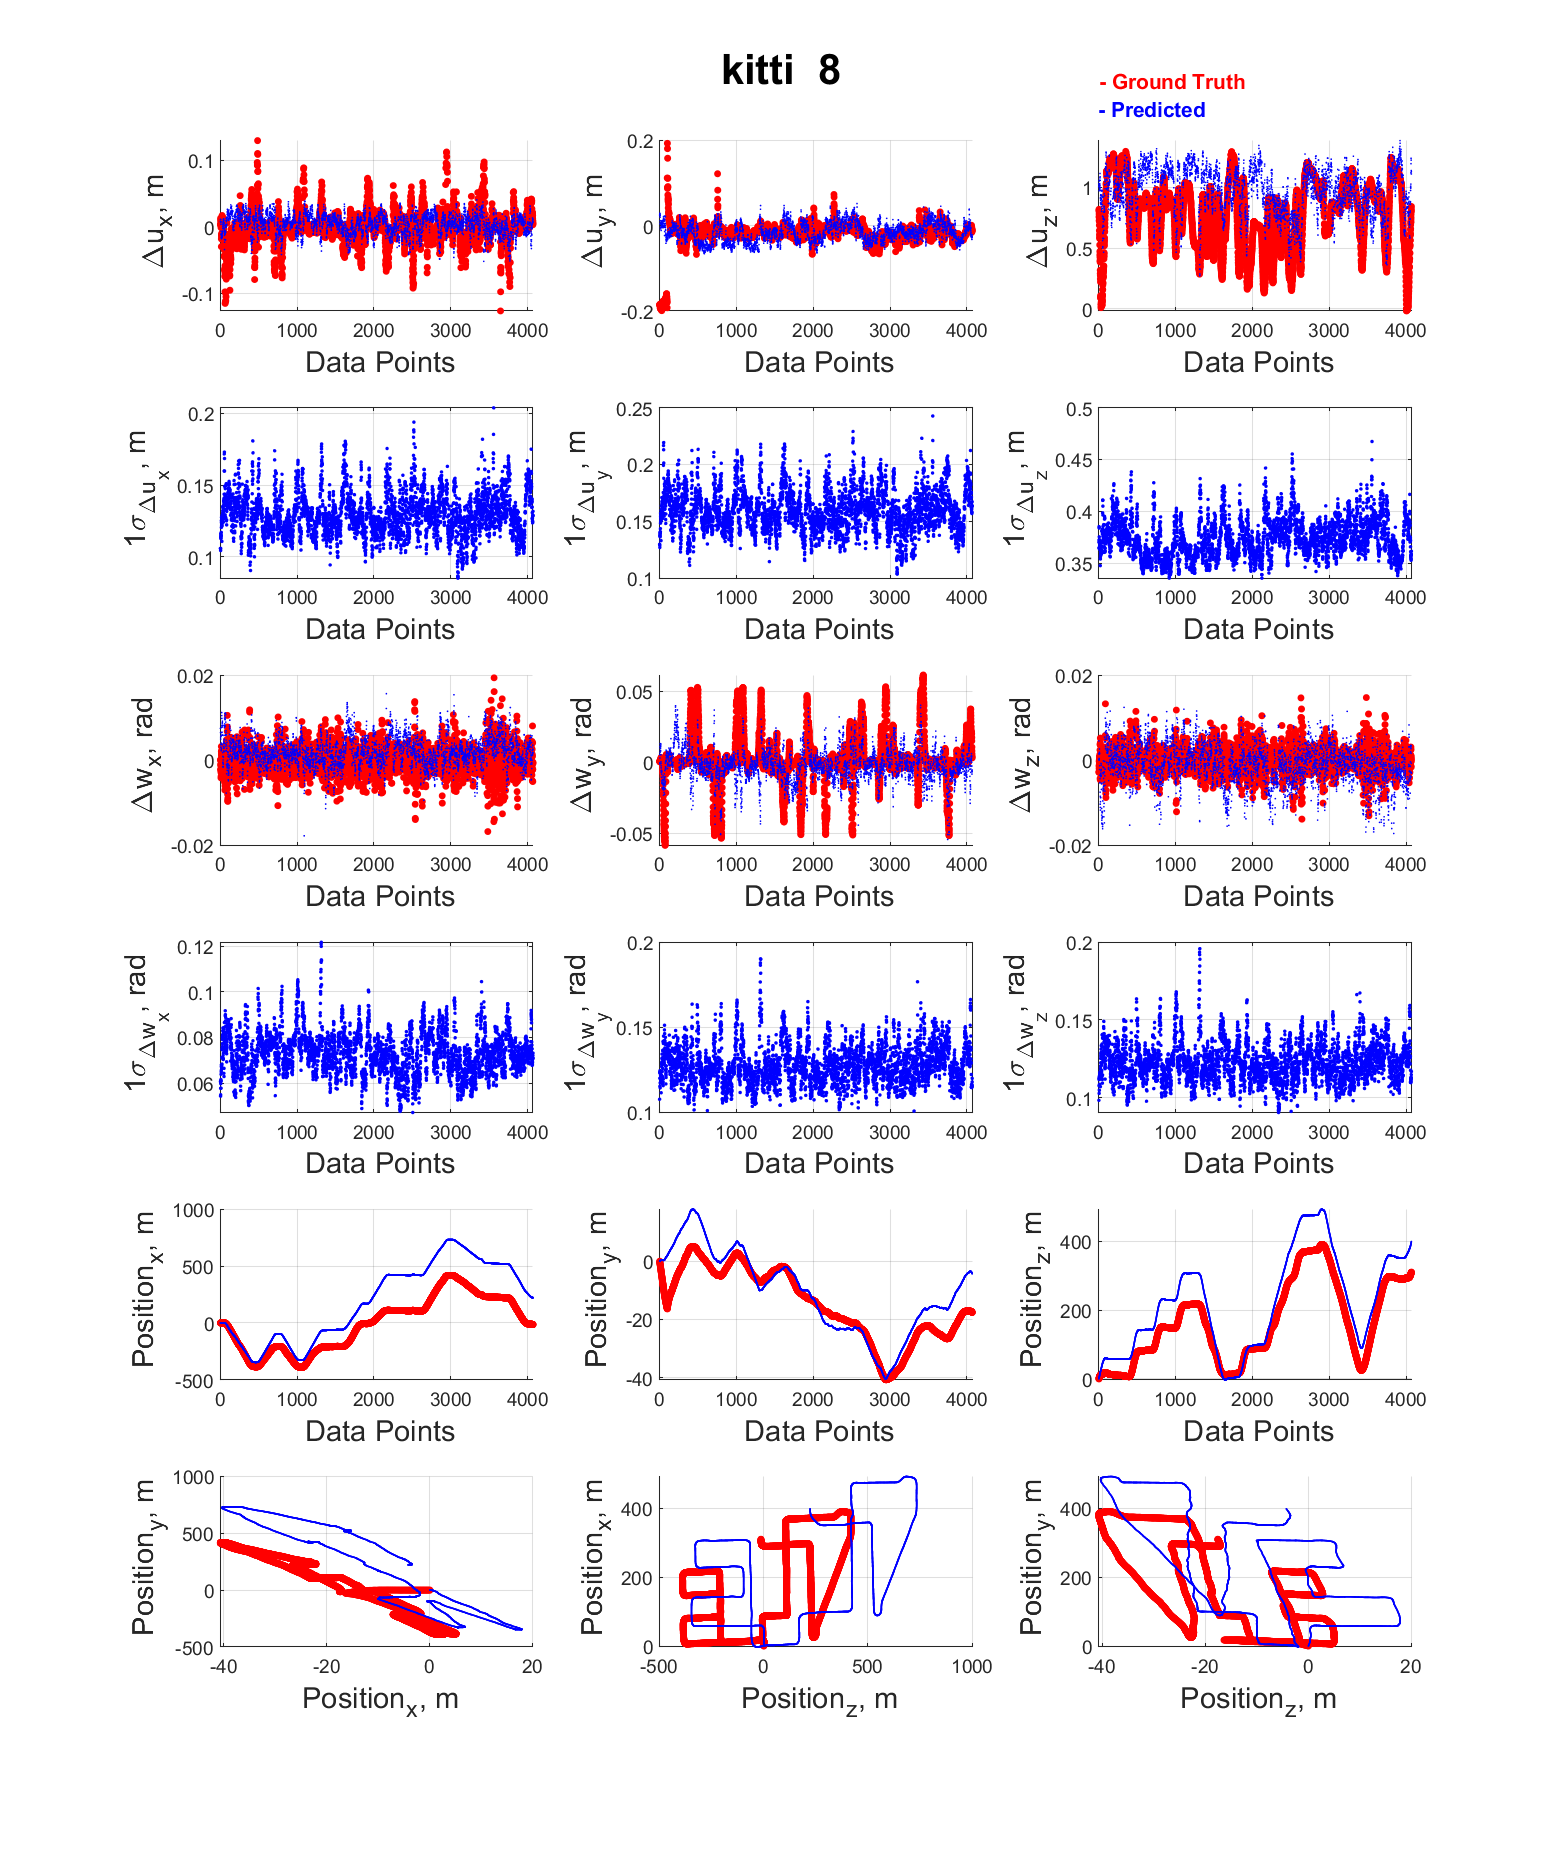 kitti 8
- Ground Truth
- Predicted
0.1
0
-0.1
Δu_x, m
0 1000 2000 3000 4000
Data Points
0.2
0
-0.2
Δu_y, m
0 1000 2000 3000 4000
Data Points
1
0.5
0
Δu_z, m
0 1000 2000 3000 4000
Data Points
0.2
0.15
0.1
1σ_Δu_x, m
0 1000 2000 3000 4000
Data Points
0.25
0.2
0.15
0.1
1σ_Δu_y, m
0 1000 2000 3000 4000
Data Points
0.5
0.45
0.4
0.35
1σ_Δu_z, m
0 1000 2000 3000 4000
Data Points
0.02
0
-0.02
Δw_x, rad
0 1000 2000 3000 4000
Data Points
0.05
0
-0.05
Δw_y, rad
0 1000 2000 3000 4000
Data Points
0.02
0
-0.02
Δw_z, rad
0 1000 2000 3000 4000
Data Points
0.12
0.1
0.08
0.06
1σ_Δw_x, rad
0 1000 2000 3000 4000
Data Points
0.2
0.15
0.1
1σ_Δw_y, rad
0 1000 2000 3000 4000
Data Points
0.2
0.15
0.1
1σ_Δw_z, rad
0 1000 2000 3000 4000
Data Points
1000
500
0
-500
Position_x, m
0 1000 2000 3000 4000
Data Points
0
-20
-40
Position_y, m
0 1000 2000 3000 4000
Data Points
400
200
0
Position_z, m
0 1000 2000 3000 4000
Data Points
1000
500
0
-500
Position_y, m
-40 -20 0 20
Position_x, m
400
200
0
Position_x, m
-500 0 500 1000
Position_z, m
400
200
0
Position_y, m
-40 -20 0 20
Position_z, m